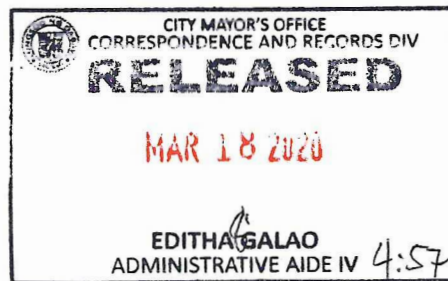 CITY MAYOR'S OFFICE
CORRESPONDENCE AND RECORDS DIV
RELEASED
MAR 18 2020
EDITHA GALAO
ADMINISTRATIVE AIDE IV 4:57